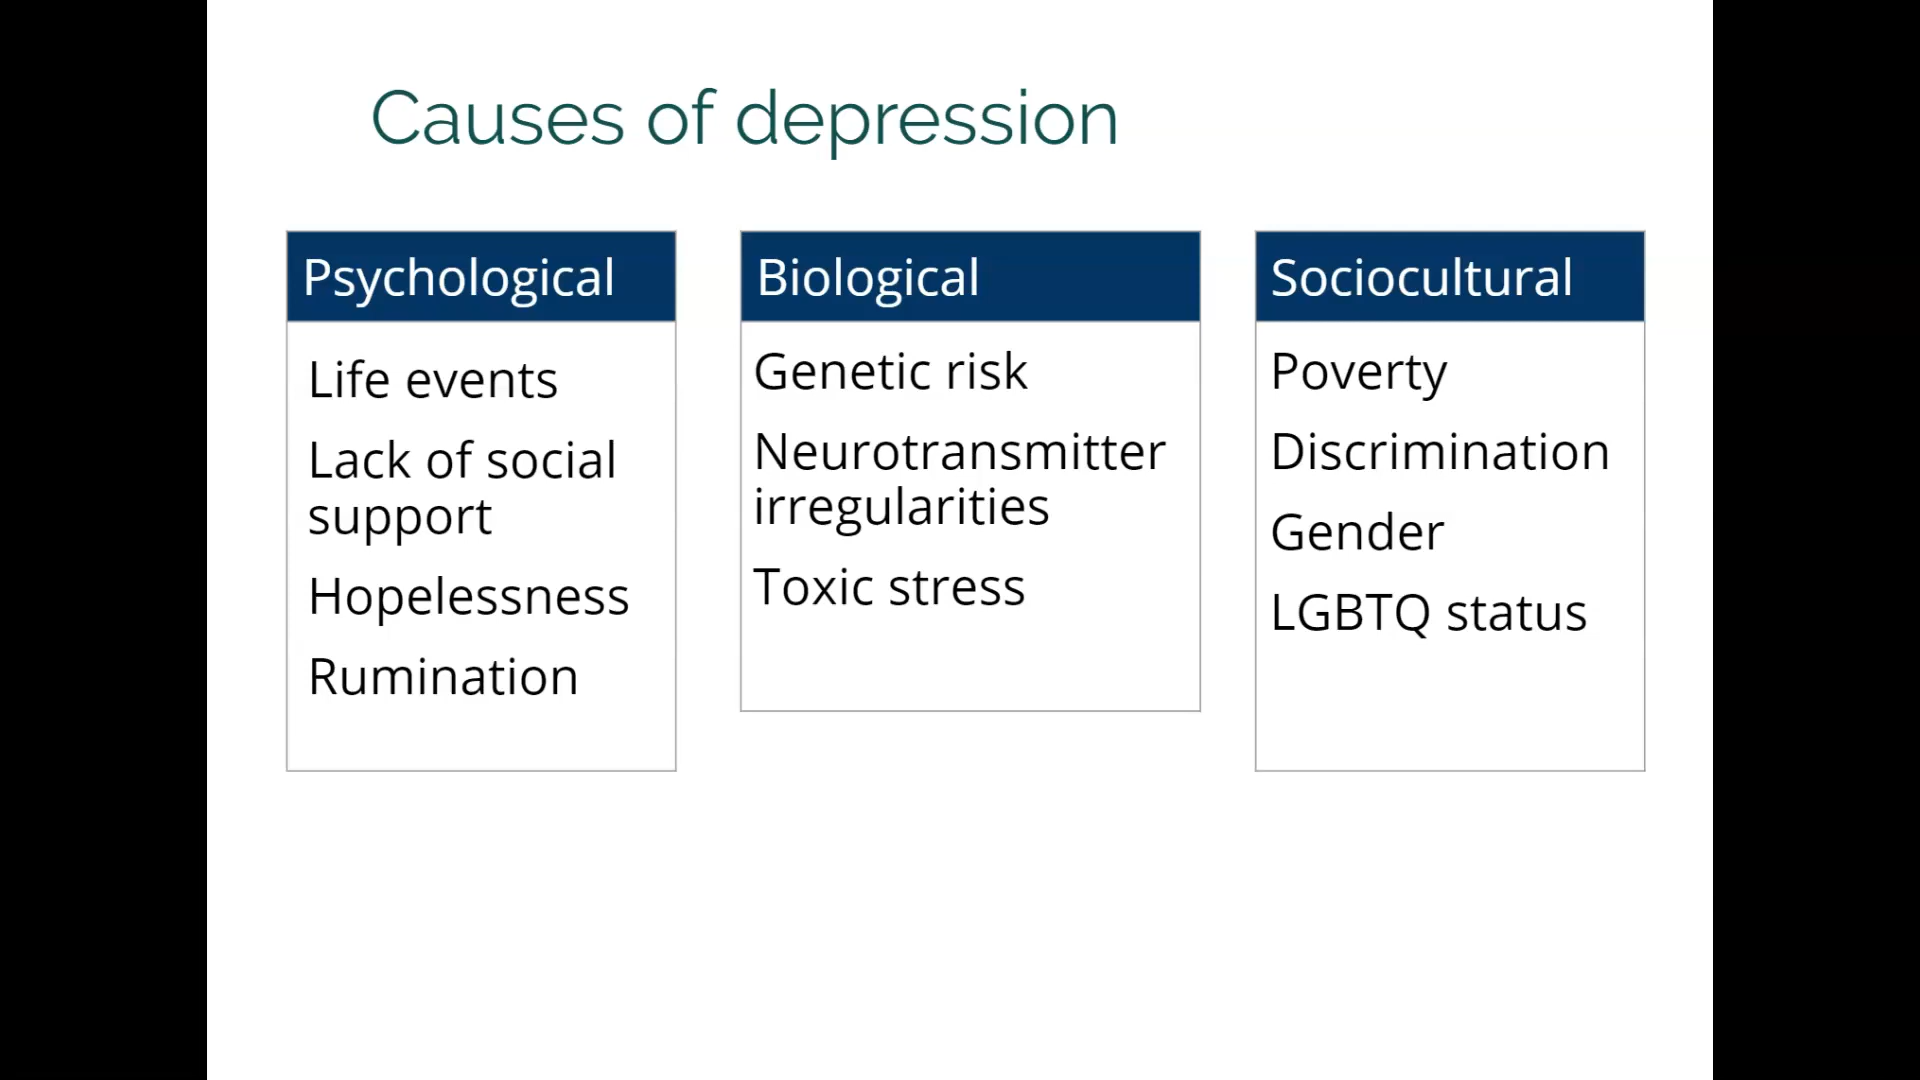 Causes of depression
Psychological
Life events
Lack of social
support
Hopelessness
Rumination
Biological
Genetic risk
Neurotransmitter
irregularities
Toxic stress
Sociocultural
Poverty
Discrimination
Gender
LGBTQ status